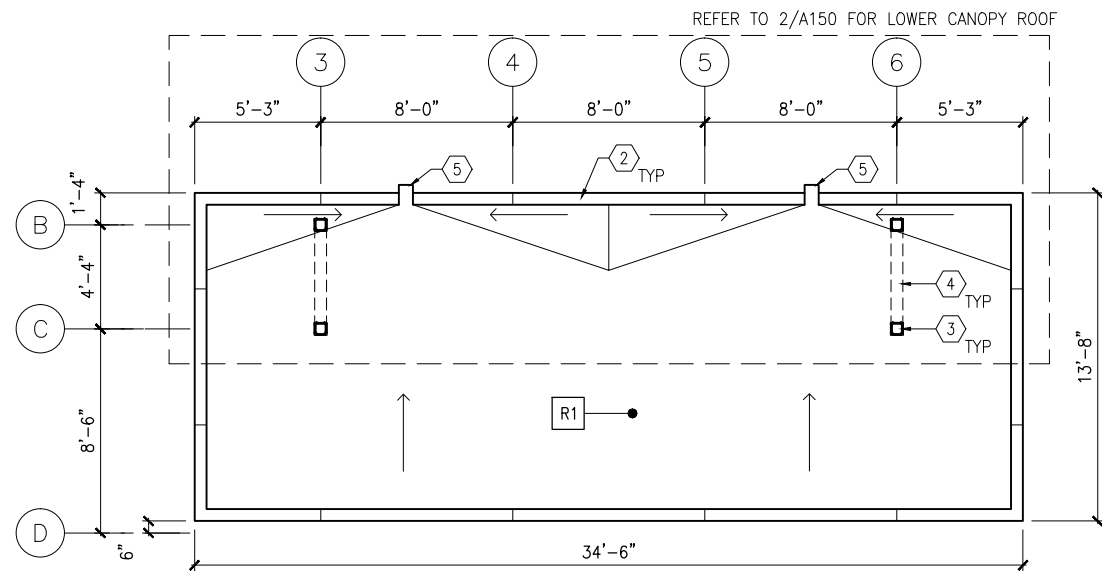 REFER TO 2/A150 FOR LOWER CANOPY ROOF
3 4 5 6
5'-3" 8'-0" 8'-0" 8'-0" 5'-3"
5 2 TYP 5
1'-4"
B
4'-4"
4 TYP
C
3 TYP
13'-8"
8'-6"
R1
D
6"
34'-6"